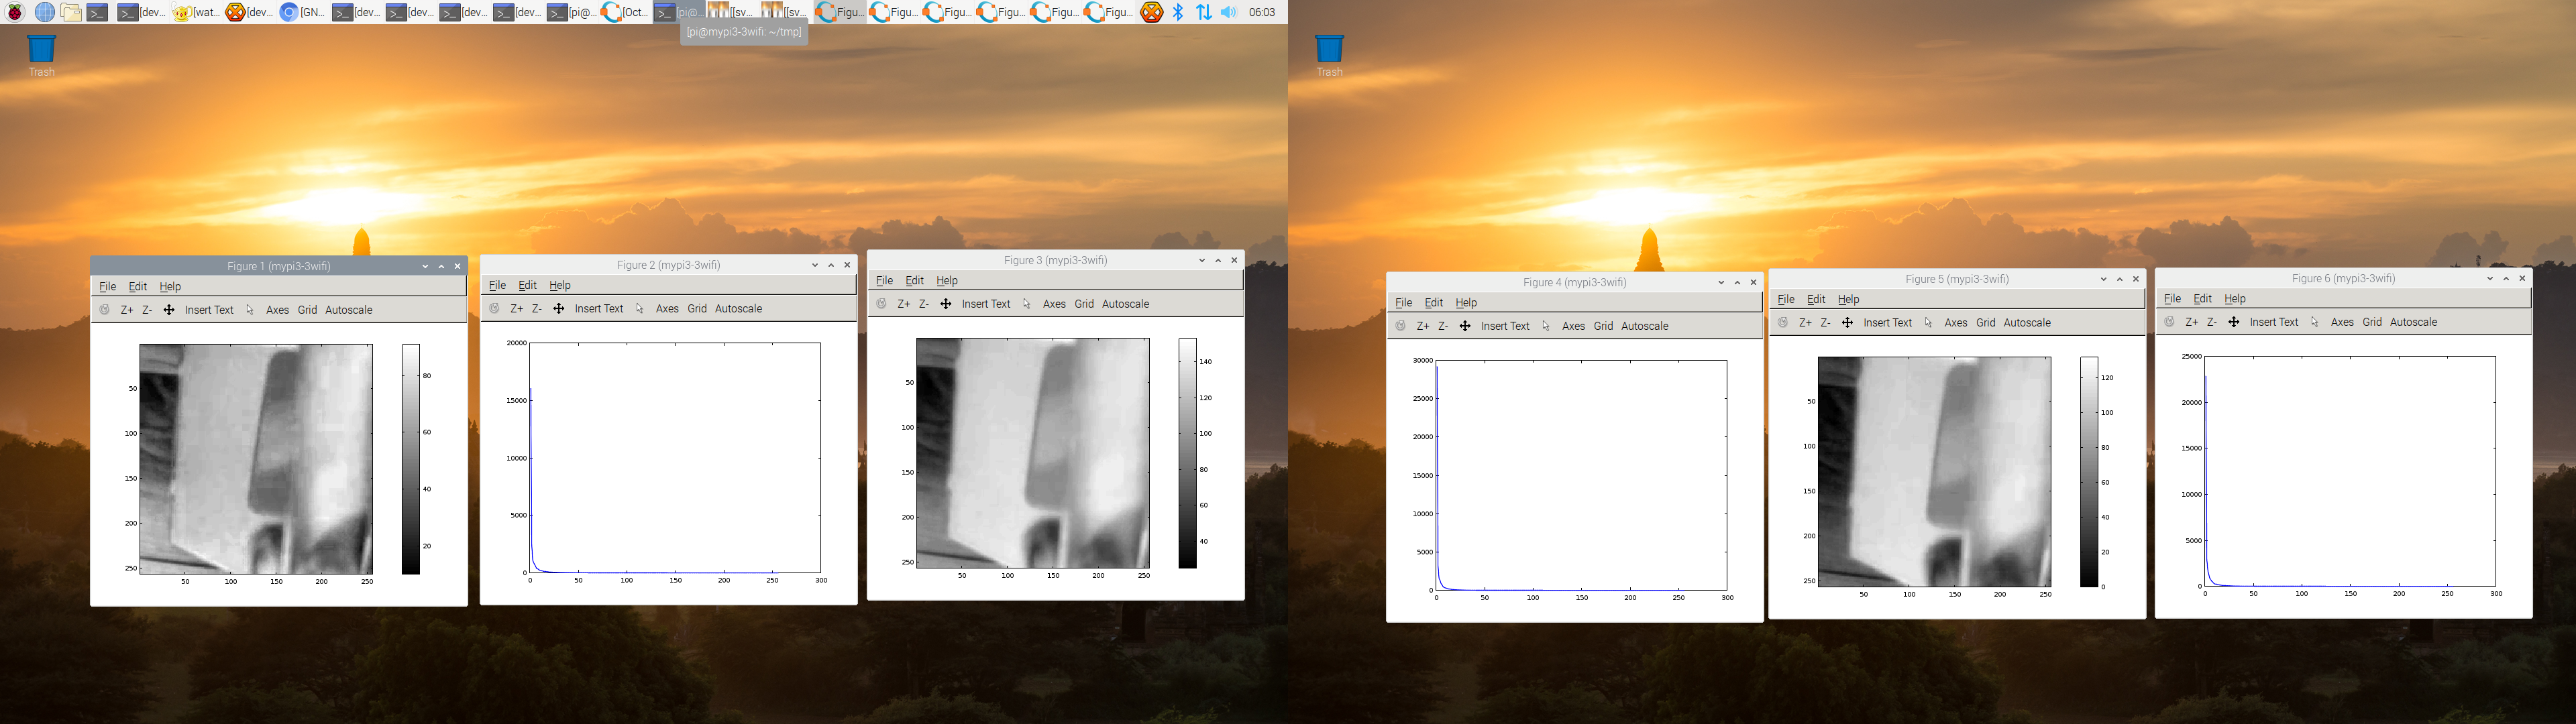 [dev... [wat... [dev... [GN... [dev... [dev... [dev... [dev... [pi@... [Oct... [pi@... [[sv... [[sv... Figu... Figu... Figu... Figu... Figu... Figu... 06:03
[pi@mypi3-3wifi: ~/tmp]
Trash
Trash
Figure 1 (mypi3-3wifi)
File Edit Help
Z+ Z- Insert Text Axes Grid Autoscale
50
100
150
200
250
50 100 150 200 250
80
60
40
20
Figure 2 (mypi3-3wifi)
File Edit Help
Z+ Z- Insert Text Axes Grid Autoscale
20000
15000
10000
5000
0
0 50 100 150 200 250 300
Figure 3 (mypi3-3wifi)
File Edit Help
Z+ Z- Insert Text Axes Grid Autoscale
50
100
150
200
250
50 100 150 200 250
140
120
100
80
60
40
Figure 4 (mypi3-3wifi)
File Edit Help
Z+ Z- Insert Text Axes Grid Autoscale
30000
25000
20000
15000
10000
5000
0
0 50 100 150 200 250 300
Figure 5 (mypi3-3wifi)
File Edit Help
Z+ Z- Insert Text Axes Grid Autoscale
50
100
150
200
250
50 100 150 200 250
120
100
80
60
40
20
0
Figure 6 (mypi3-3wifi)
File Edit Help
Z+ Z- Insert Text Axes Grid Autoscale
25000
20000
15000
10000
5000
0
0 50 100 150 200 250 300